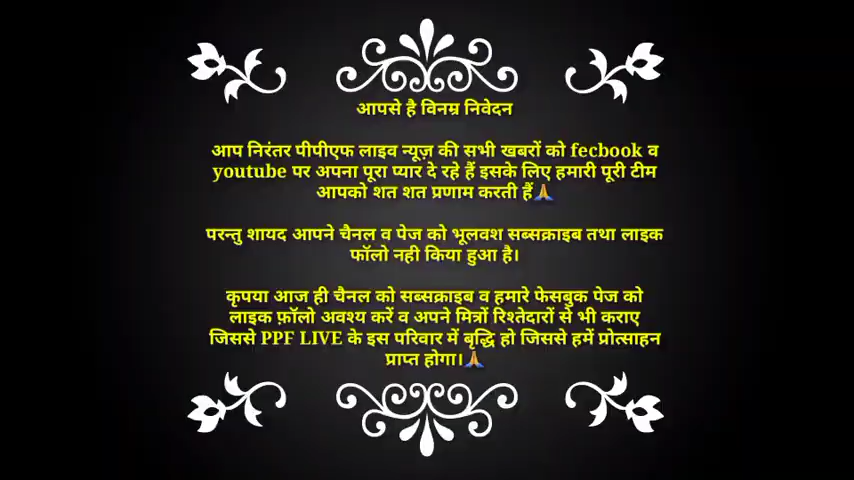 आपसे है विनम्र निवेदन
आप निरंतर पीपीएफ लाइव न्यूज़ की सभी खबरों को fecbook व
youtube पर अपना पूरा प्यार दे रहे हैं इसके लिए हमारी पूरी टीम
आपको शत शत प्रणाम करती हैं🙏
परन्तु शायद आपने चैनल व पेज को भूलवश सब्सक्राइब तथा लाइक
फॉलो नही किया हुआ है।
कृपया आज ही चैनल को सब्सक्राइब व हमारे फेसबुक पेज को
लाइक फ़ॉलो अवश्य करें व अपने मित्रों रिश्तेदारों से भी कराए
जिससे PPF LIVE के इस परिवार में बृद्धि हो जिससे हमें प्रोत्साहन
प्राप्त होगा।🙏